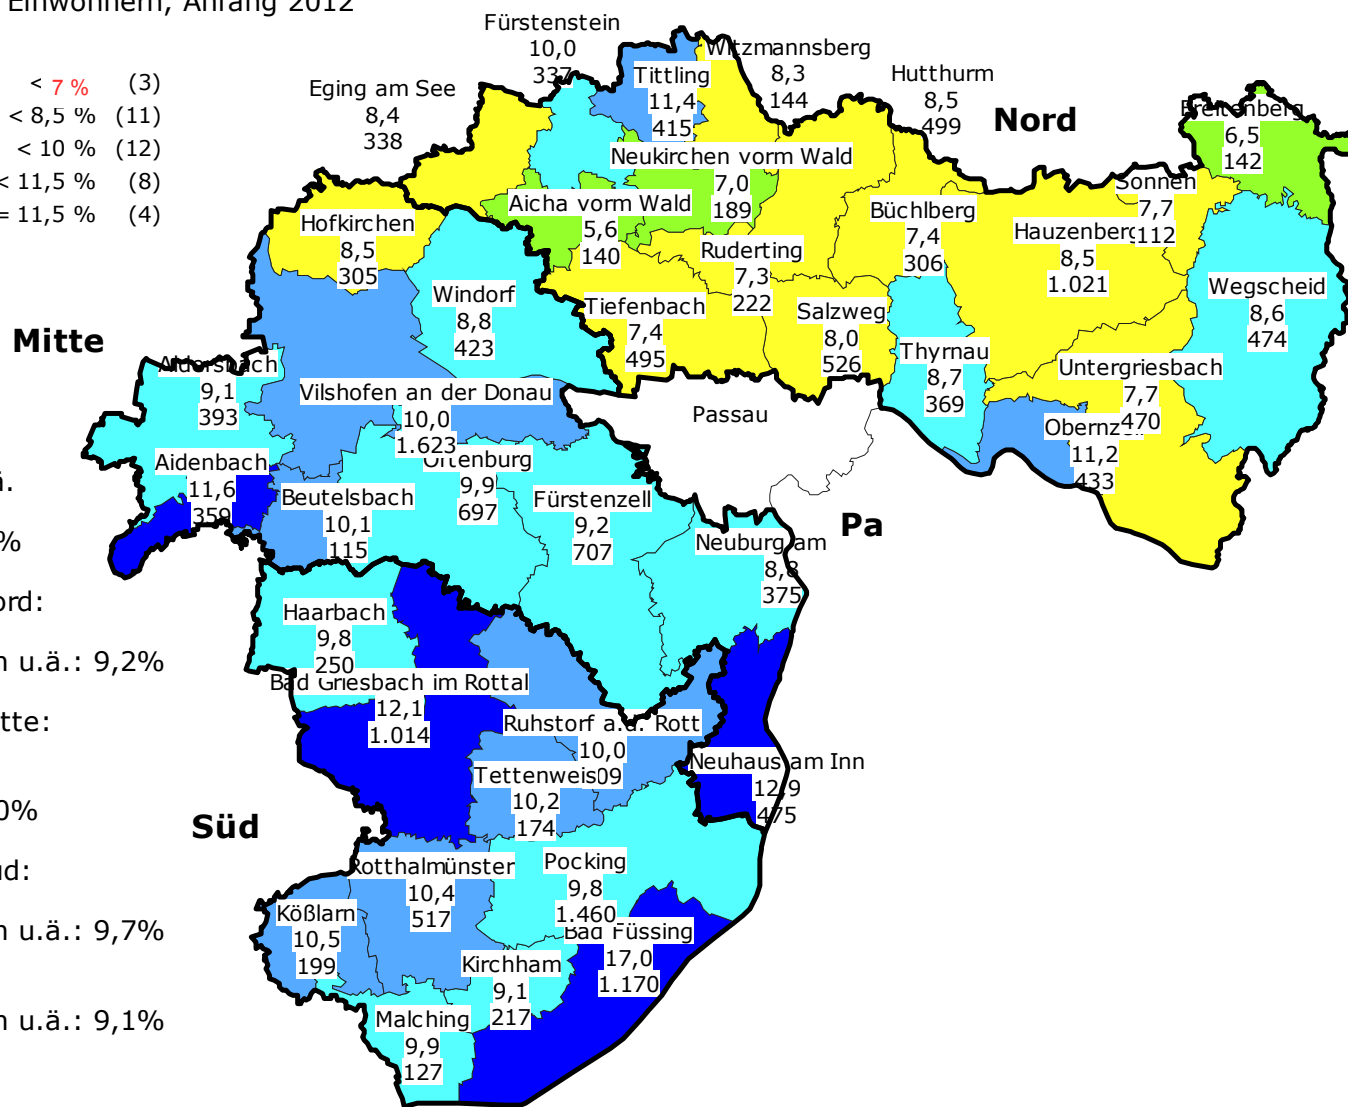 Einwohnern, Anfang 2012
< 7 % (3)
< 8,5 % (11)
< 10 % (12)
< 11,5 % (8)
= 11,5 % (4)
Nord
Mitte
Süd
Pa
Passau
Fürstenstein
10,0
337
Eging am See
8,4
338
Tittling
11,4
415
Witzmannsberg
8,3
144
Hutthurm
8,5
499
Breitenberg
6,5
142
Neukirchen vorm Wald
7,0
189
Aicha vorm Wald
5,6
140
Hofkirchen
8,5
305
Windorf
8,8
423
Ruderting
7,3
222
Büchlberg
7,4
306
Hauzenberg
8,5
1.021
Sonnen
7,7
112
Wegscheid
8,6
474
Tiefenbach
7,4
495
Salzweg
8,0
526
Thyrnau
8,7
369
Untergriesbach
7,7
470
Obernz
11,2
433
Aldersbach
9,1
393
Vilshofen an der Donau
10,0
1.623
Aidenbach
11,6
359
Beutelsbach
10,1
115
Ortenburg
9,9
697
Fürstenzell
9,2
707
Neuburg am
8,8
375
Haarbach
9,8
250
Bad Griesbach im Rottal
12,1
1.014
Ruhstorf a.d. Rott
10,0
09
Tettenweis
10,2
174
Neuhaus am Inn
12,9
475
Rotthalmünster
10,4
517
Pocking
9,8
1.460
Kößlarn
10,5
199
Bad Füssing
17,0
1.170
Kirchham
9,1
217
Malching
9,9
127
ä.
%
ord:
n u.ä.: 9,2%
tte:
0%
üd:
n u.ä.: 9,7%
n u.ä.: 9,1%